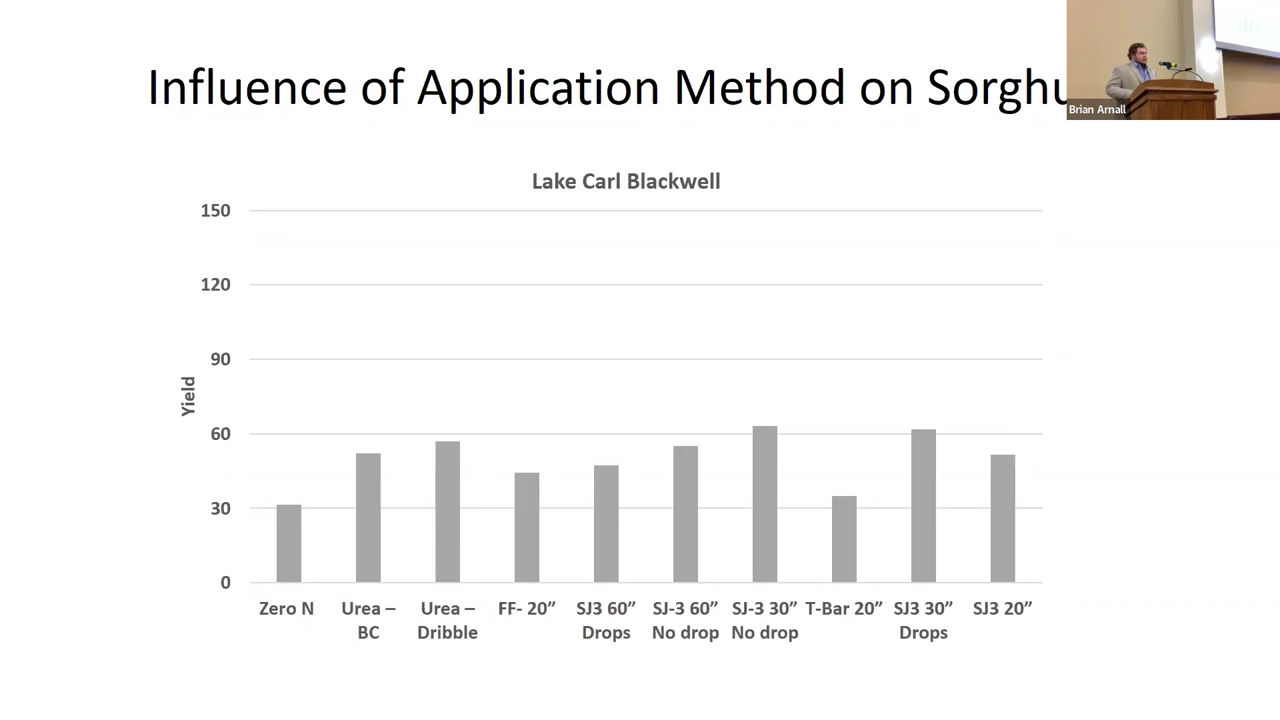 Influence of Application Method on Sorghu
Brian Arnall
Lake Carl Blackwell
150
120
90
60
30
0
Yield
Zero N
Urea –
BC
Urea –
Dribble
FF- 20”
SJ3 60”
Drops
SJ-3 60”
No drop
SJ-3 30”
No drop
T-Bar 20”
SJ3 30”
Drops
SJ3 20”